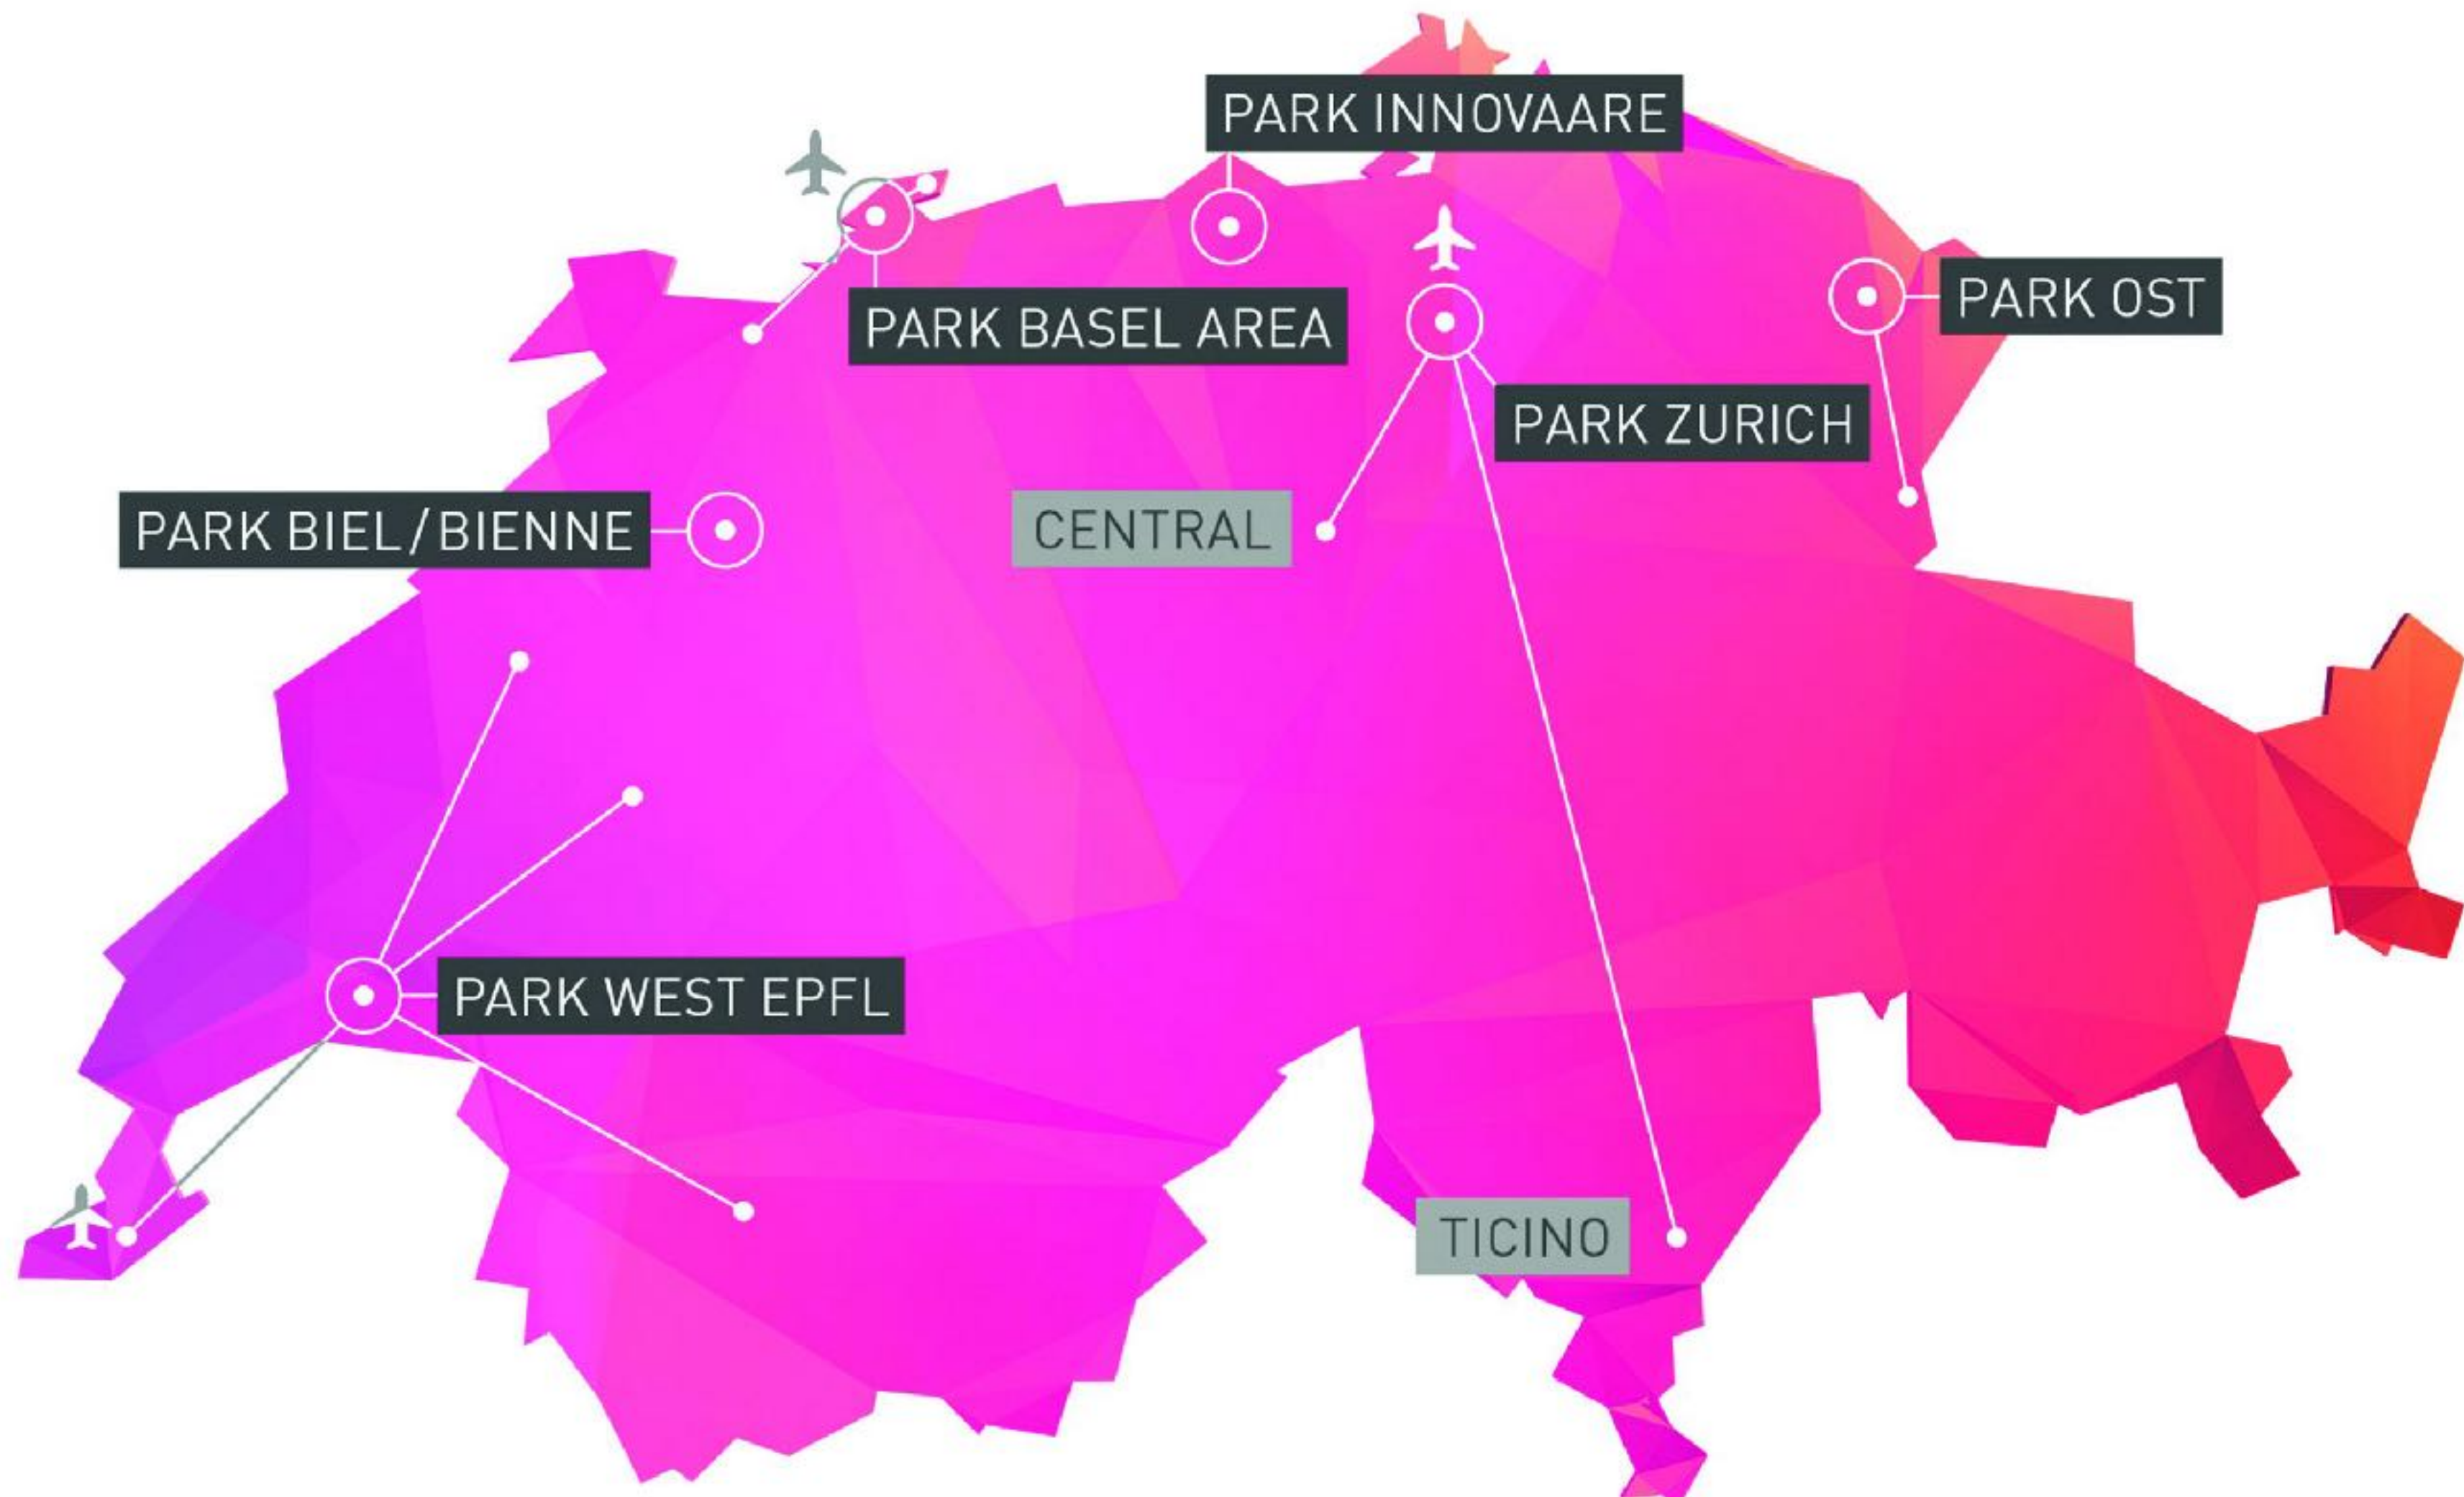 PARK INNOVAARE
PARK OST
PARK BASEL AREA
PARK ZURICH
PARK BIEL/BIENNE
CENTRAL
PARK WEST EPFL
TICINO